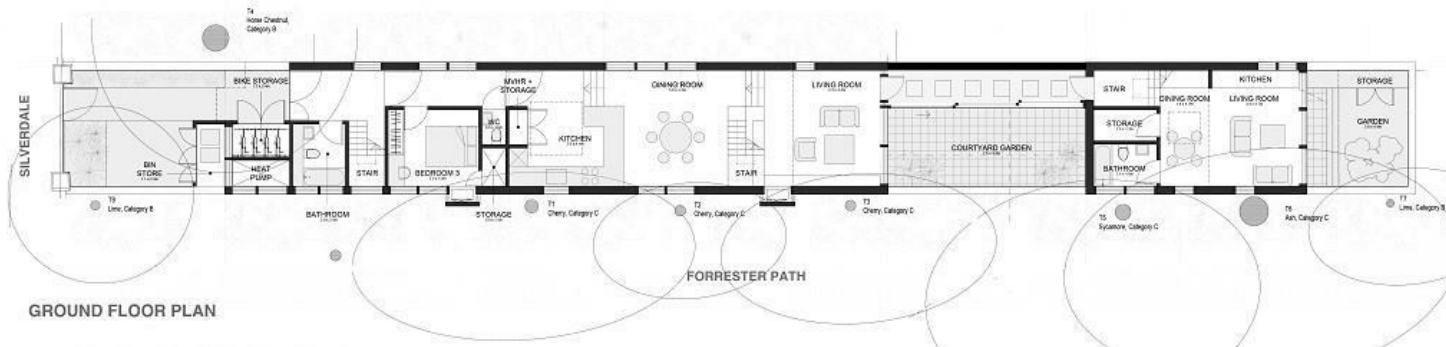 T4
Horse Chestnut,
Category B
BIKE STORAGE
MVHR +
STORAGE
DINING ROOM
LIVING ROOM
STAIR
KITCHEN
STORAGE
DINING ROOM
LIVING ROOM
SILVERDALE
WC
KITCHEN
STORAGE
GARDEN
COURTYARD GARDEN
BIN
STORE
HEAT
PUMP
STAIR
BEDROOM 3
STAIR
BATHROOM
T9
Lime, Category B
BATHROOM
STORAGE
T1
Cherry, Category C
T2
Cherry, Category C
T3
Cherry, Category C
T5
Sycamore, Category C
T6
Ash, Category C
T7
Lime, Category B
FORRESTER PATH
GROUND FLOOR PLAN